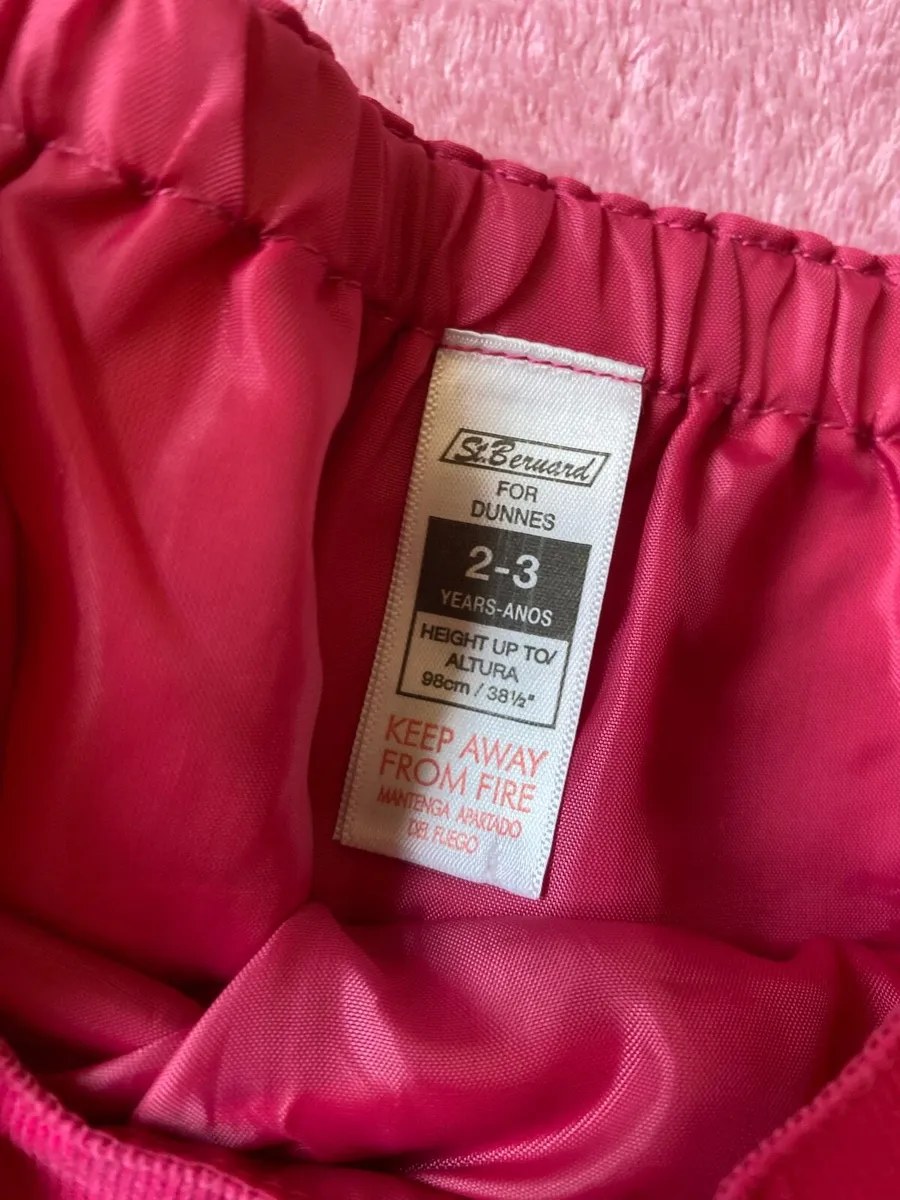 St.Bernard
FOR
DUNNES
2-3
YEARS-ANOS
HEIGHT UP TO/
ALTURA
98cm / 38½"
KEEP AWAY
FROM FIRE
MANTENGA APARTADO
DEL FUEGO